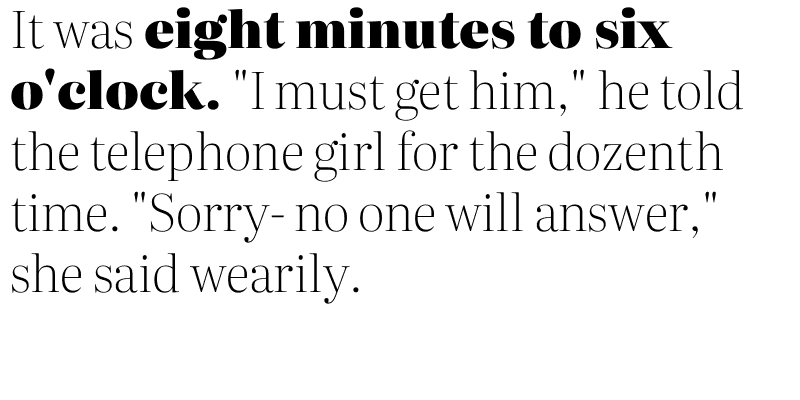 It was eight minutes to six
o'clock. "I must get him," he told
the telephone girl for the dozenth
time. "Sorry- no one will answer,"
she said wearily.